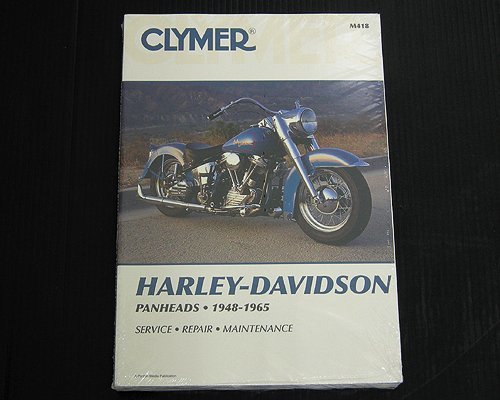 CLYMER®
M418
HARLEY-DAVIDSON
PANHEADS • 1948-1965
SERVICE • REPAIR • MAINTENANCE